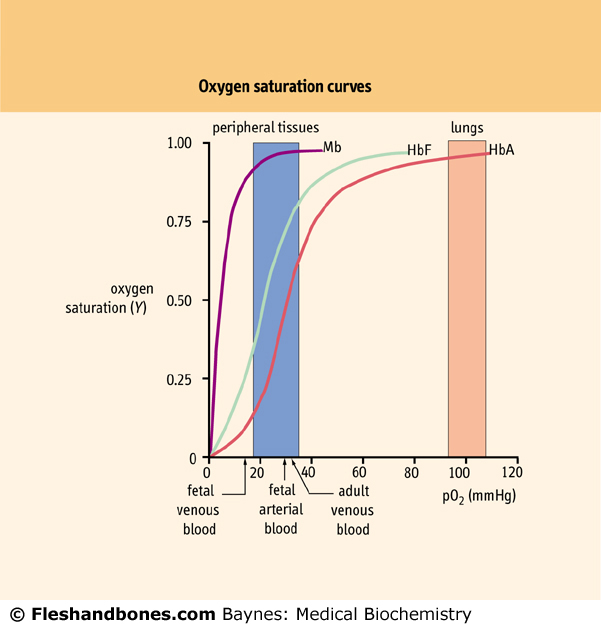 Oxygen saturation curves
peripheral tissues
lungs
Mb
HbF
HbA
1.00
0.75
0.50
0.25
0
oxygen
saturation (Y)
0 20 40 60 80 100 120
pO₂ (mmHg)
fetal
venous
blood
fetal
arterial
blood
adult
venous
blood
© Fleshandbones.com Baynes: Medical Biochemistry